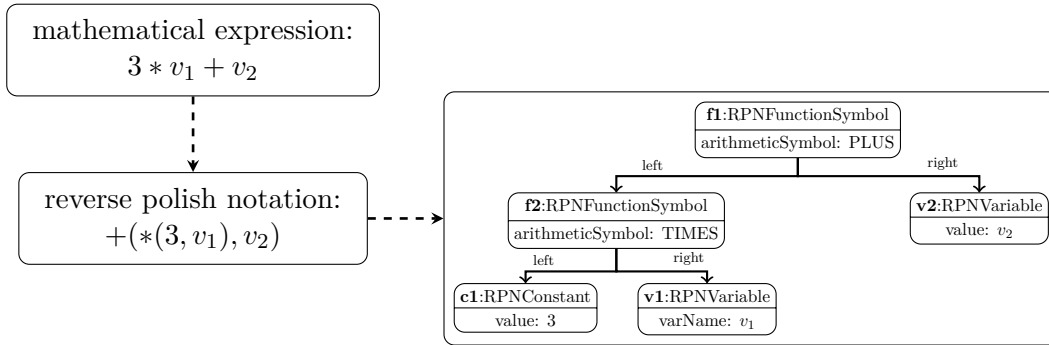 mathematical expression:
3 ∗ v₁ + v₂
reverse polish notation:
+(∗(3, v₁), v₂)
f1:RPNFunctionSymbol
arithmeticSymbol: PLUS
left
right
f2:RPNFunctionSymbol
arithmeticSymbol: TIMES
v2:RPNVariable
value: v₂
left
right
c1:RPNConstant
value: 3
v1:RPNVariable
varName: v₁